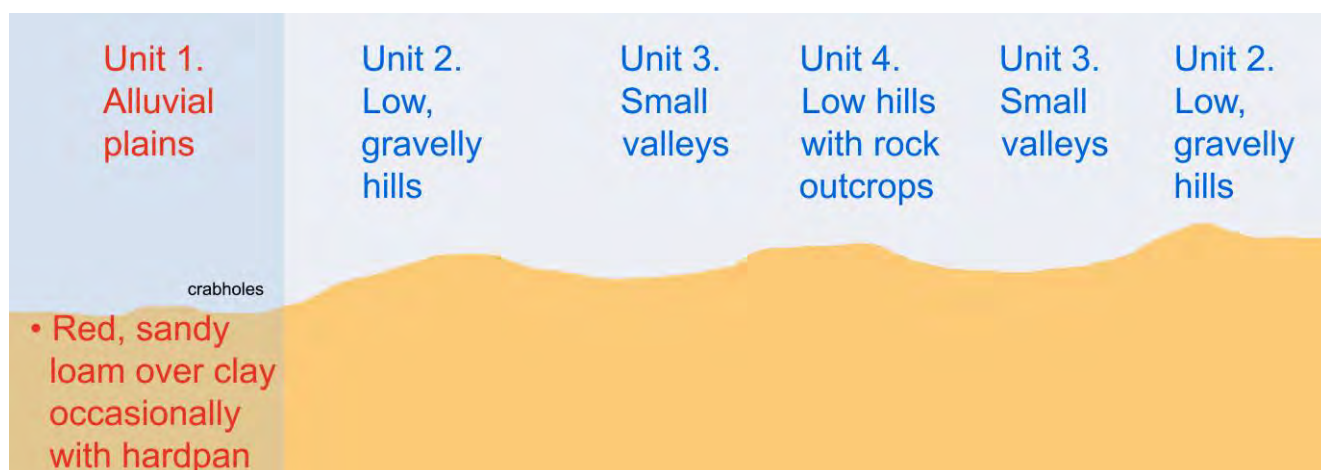 Unit 1.
Alluvial
plains
Unit 2.
Low,
gravelly
hills
Unit 3.
Small
valleys
Unit 4.
Low hills
with rock
outcrops
Unit 3.
Small
valleys
Unit 2.
Low,
gravelly
hills
crabholes
• Red, sandy
loam over clay
occasionally
with hardpan